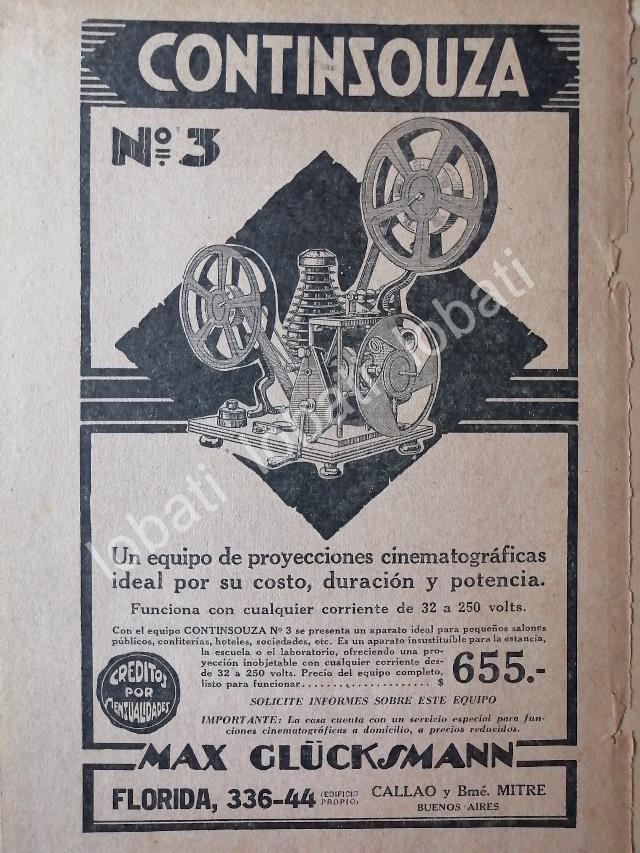 CONTINSOUZA
Nº 3
Un equipo de proyecciones cinematográficas
ideal por su costo, duración y potencia.
Funciona con cualquier corriente de 32 a 250 volts.
Con el equipo CONTINSOUZA Nº 3 se presenta un aparato ideal para pequeños salones
públicos, confiterías, hoteles, sociedades, etc. Es un aparato insustituíble para la estancia,
la escuela o el laboratorio, ofreciendo una pro-
yección inobjetable con cualquier corriente des-
de 32 a 250 volts. Precio del equipo completo,
listo para funcionar........................ $ 655.-
CREDITOS
POR
MENSUALIDADES
SOLICITE INFORMES SOBRE ESTE EQUIPO
IMPORTANTE: La casa cuenta con un servicio especial para fun-
ciones cinematográficas a domicilio, a precios reducidos.
MAX GLÜCKSMANN
FLORIDA, 336-44 (EDIFICIO PROPIO) CALLAO y Bmé. MITRE
BUENOS AIRES
lobati lobati lobati lobati